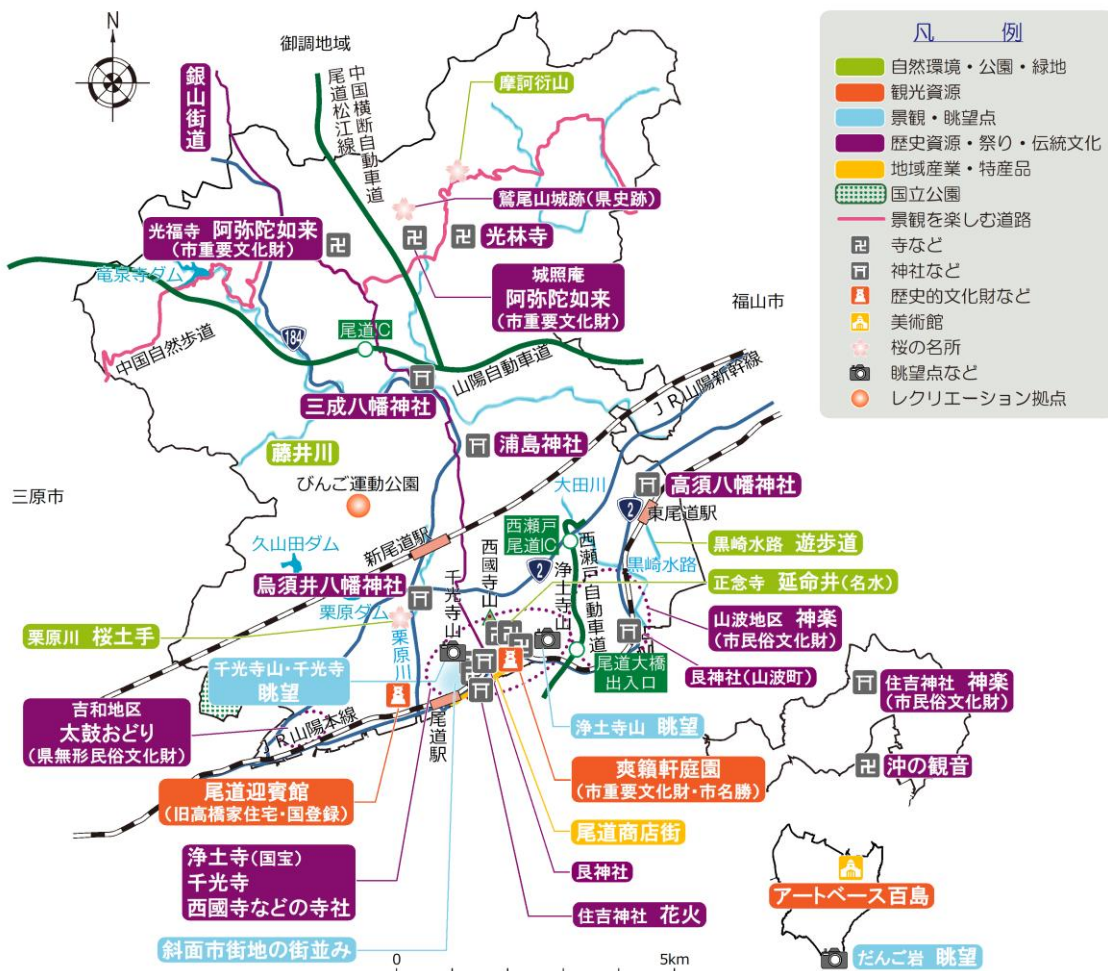 N
御調地域
凡 例
自然環境・公園・緑地
観光資源
景観・眺望点
歴史資源・祭り・伝統文化
地域産業・特産品
国立公園
景観を楽しむ道路
寺など
神社など
歴史的文化財など
美術館
桜の名所
眺望点など
レクリエーション拠点
銀山街道
中国横断自動車道
尾道松江線
摩訶衍山
鷲尾山城跡(県史跡)
光福寺 阿弥陀如来
(市重要文化財)
光林寺
城照庵
阿弥陀如来
(市重要文化財)
竜泉寺ダム
福山市
184
尾道IC
中国自然歩道
山陽自動車道
JR山陽新幹線
三成八幡神社
浦島神社
藤井川
びんご運動公園
三原市
大田川
高須八幡神社
2
東尾道駅
西瀬戸
尾道IC
新尾道駅
久山田ダム
西國寺山
西瀬戸自動車道
浄土寺山
黒崎水路 遊歩道
黒崎水路
2
烏須井八幡神社
千光寺山
正念寺 延命井(名水)
栗原ダム
栗原川 桜土手
栗原川
山波地区 神楽
(市民俗文化財)
千光寺山・千光寺
眺望
尾道大橋
出入口
艮神社(山波町)
住吉神社 神楽
(市民俗文化財)
吉和地区
太鼓おどり
(県無形民俗文化財)
JR山陽本線
尾道駅
浄土寺山 眺望
沖の観音
尾道迎賓館
(旧高橋家住宅・国登録)
爽籟軒庭園
(市重要文化財・市名勝)
尾道商店街
浄土寺(国宝)
千光寺
西國寺などの寺社
艮神社
アートベース百島
住吉神社 花火
斜面市街地の街並み
だんご岩 眺望
0 5km